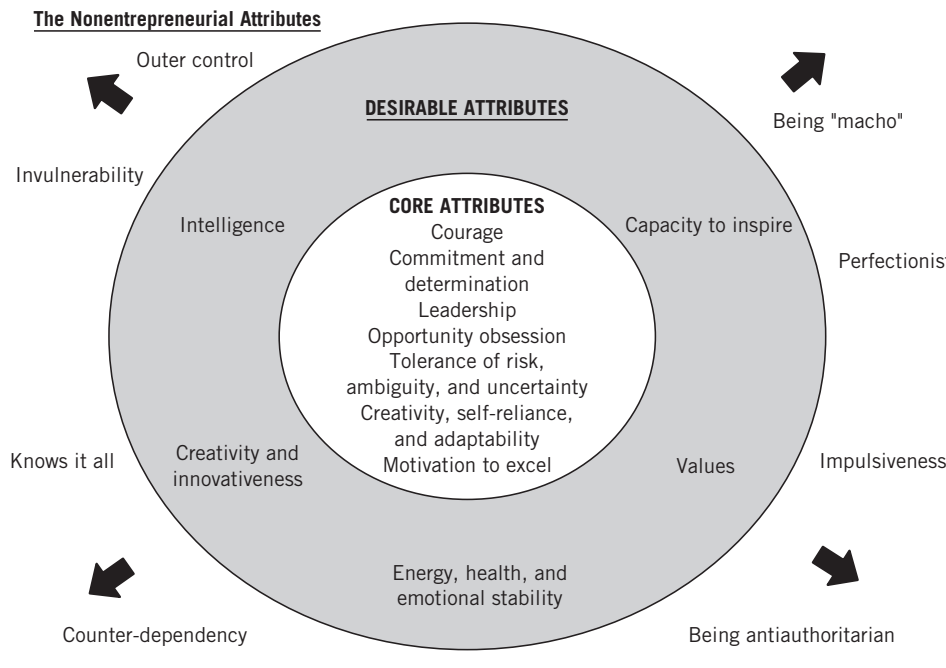 The Nonentrepreneurial Attributes
Outer control
Being "macho"
Invulnerability
Perfectionist
Knows it all
Impulsiveness
Counter-dependency
Being antiauthoritarian
DESIRABLE ATTRIBUTES
Intelligence
Capacity to inspire
Creativity and
innovativeness
Values
Energy, health, and
emotional stability
CORE ATTRIBUTES
Courage
Commitment and
determination
Leadership
Opportunity obsession
Tolerance of risk,
ambiguity, and uncertainty
Creativity, self-reliance,
and adaptability
Motivation to excel